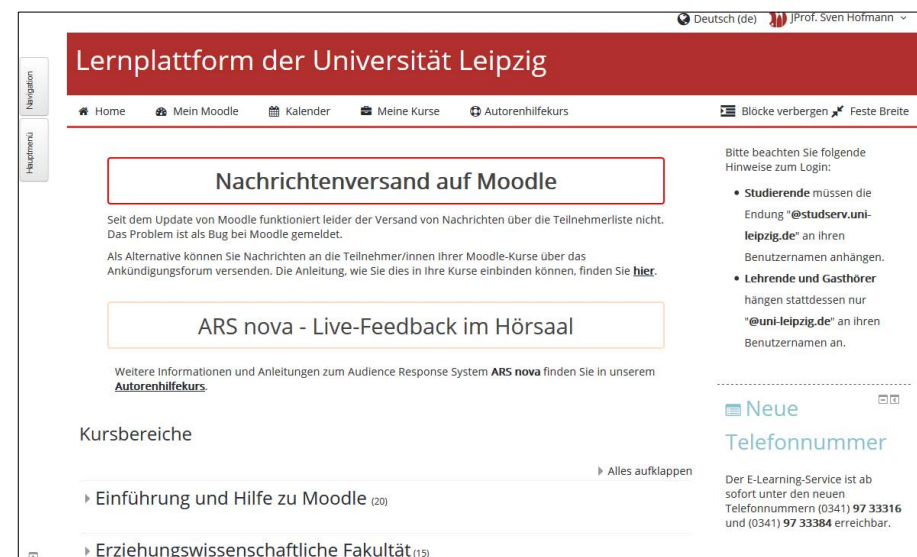 Deutsch (de) JProf. Sven Hofmann
Lernplattform der Universität Leipzig
Navigation
Hauptmenü
Home Mein Moodle Kalender Meine Kurse Autorenhilfekurs Blöcke verbergen Feste Breite
Nachrichtenversand auf Moodle
Seit dem Update von Moodle funktioniert leider der Versand von Nachrichten über die Teilnehmerliste nicht.
Das Problem ist als Bug bei Moodle gemeldet.
Als Alternative können Sie Nachrichten an die Teilnehmer/innen Ihrer Moodle-Kurse über das
Ankündigungsforum versenden. Die Anleitung, wie Sie dies in Ihre Kurse einbinden können, finden Sie hier.
ARS nova - Live-Feedback im Hörsaal
Weitere Informationen und Anleitungen zum Audience Response System ARS nova finden Sie in unserem
Autorenhilfekurs.
Kursbereiche
Alles aufklappen
Einführung und Hilfe zu Moodle (20)
Erziehungswissenschaftliche Fakultät (15)
Bitte beachten Sie folgende
Hinweise zum Login:
• Studierende müssen die
Endung "@studserv.uni-
leipzig.de" an ihren
Benutzernamen anhängen.
• Lehrende und Gasthörer
hängen stattdessen nur
"@uni-leipzig.de" an ihren
Benutzernamen an.
Neue
Telefonnummer
Der E-Learning-Service ist ab
sofort unter den neuen
Telefonnummern (0341) 97 33316
und (0341) 97 33384 erreichbar.